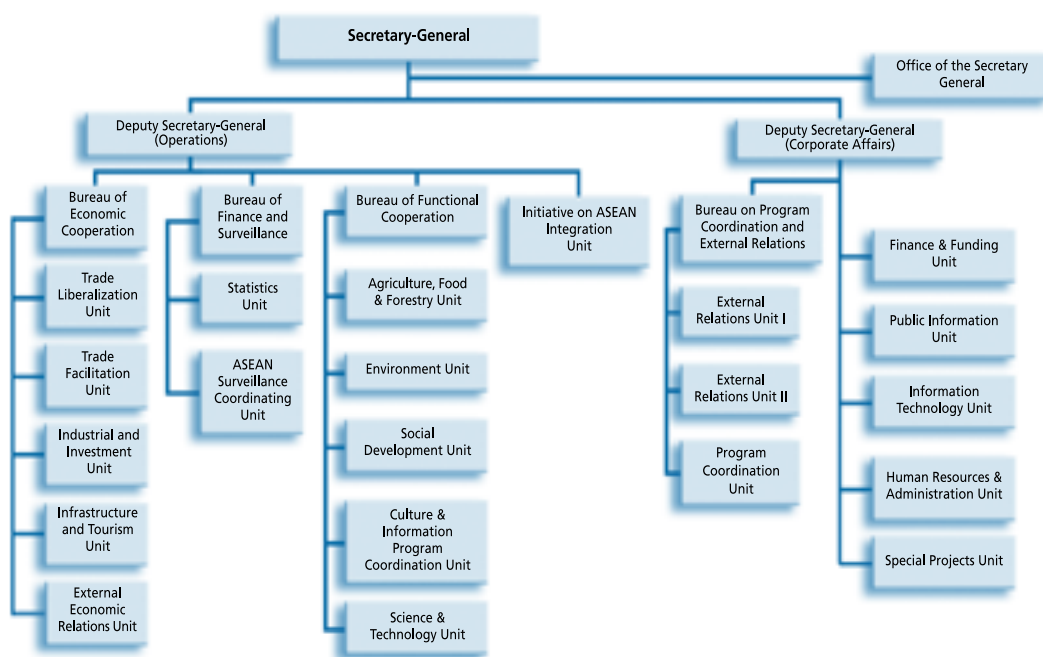 Secretary-General
Office of the Secretary
General
Deputy Secretary-General
(Operations)
Deputy Secretary-General
(Corporate Affairs)
Bureau of
Economic
Cooperation
Trade
Liberalization
Unit
Trade
Facilitation
Unit
Industrial and
Investment
Unit
Infrastructure
and Tourism
Unit
External
Economic
Relations Unit
Bureau of
Finance and
Surveillance
Statistics
Unit
ASEAN
Surveillance
Coordinating
Unit
Bureau of Functional
Cooperation
Agriculture, Food
& Forestry Unit
Environment Unit
Social
Development Unit
Culture &
Information
Program
Coordination Unit
Science &
Technology Unit
Initiative on ASEAN
Integration
Unit
Bureau on Program
Coordination and
External Relations
External
Relations Unit I
External
Relations Unit II
Program
Coordination
Unit
Finance & Funding
Unit
Public Information
Unit
Information
Technology Unit
Human Resources &
Administration Unit
Special Projects Unit